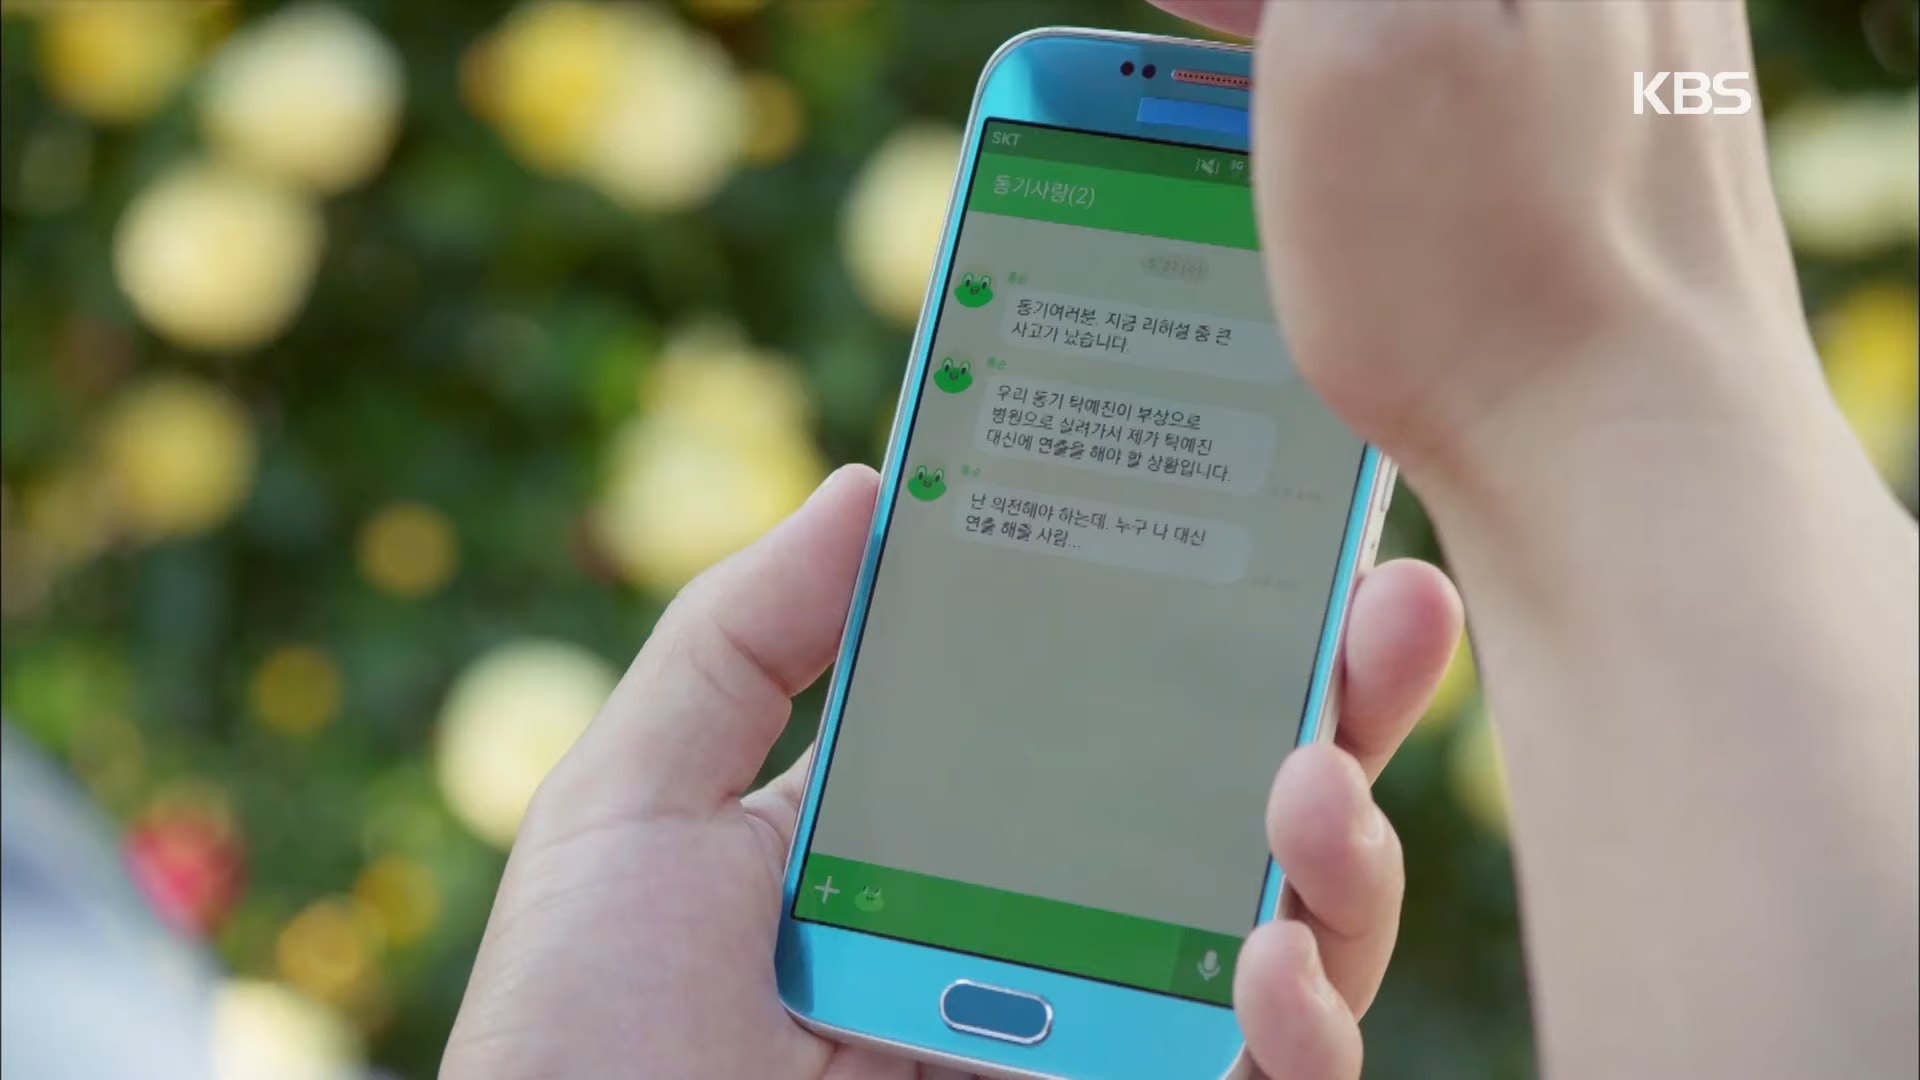 KBS
SKT
3G
동기사랑(2)
동기여러분. 지금 리허설 중 큰
사고가 났습니다.
우리 동기 탁예진이 부상으로
병원으로 실려가서 제가 탁예진
대신에 연출을 해야 할 상황입니다.
난 의전해야 하는데. 누구 나 대신
연출 해줄 사람...